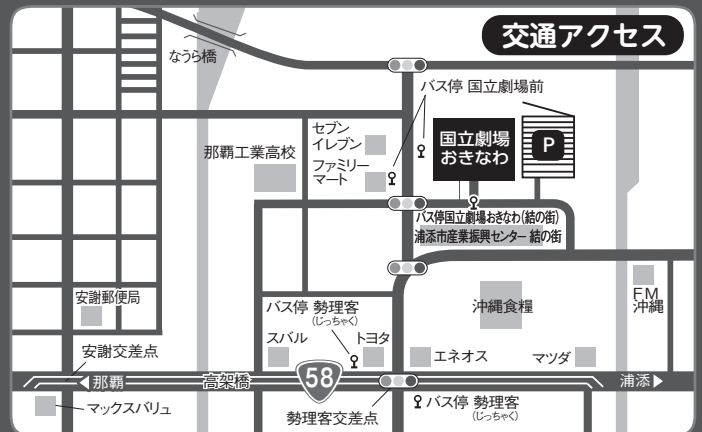 交通アクセス
なうら橋
バス停 国立劇場前
セブン
イレブン
ファミリー
マート
那覇工業高校
国立劇場
おきなわ
P
バス停国立劇場おきなわ(結の街)
浦添市産業振興センター 結の街
安謝郵便局
バス停 勢理客
(じっちゃく)
スバル
トヨタ
沖縄食糧
FM
沖縄
安謝交差点
エネオス
マツダ
那覇
高架橋
58
浦添
マックスバリュ
勢理客交差点
バス停 勢理客
(じっちゃく)